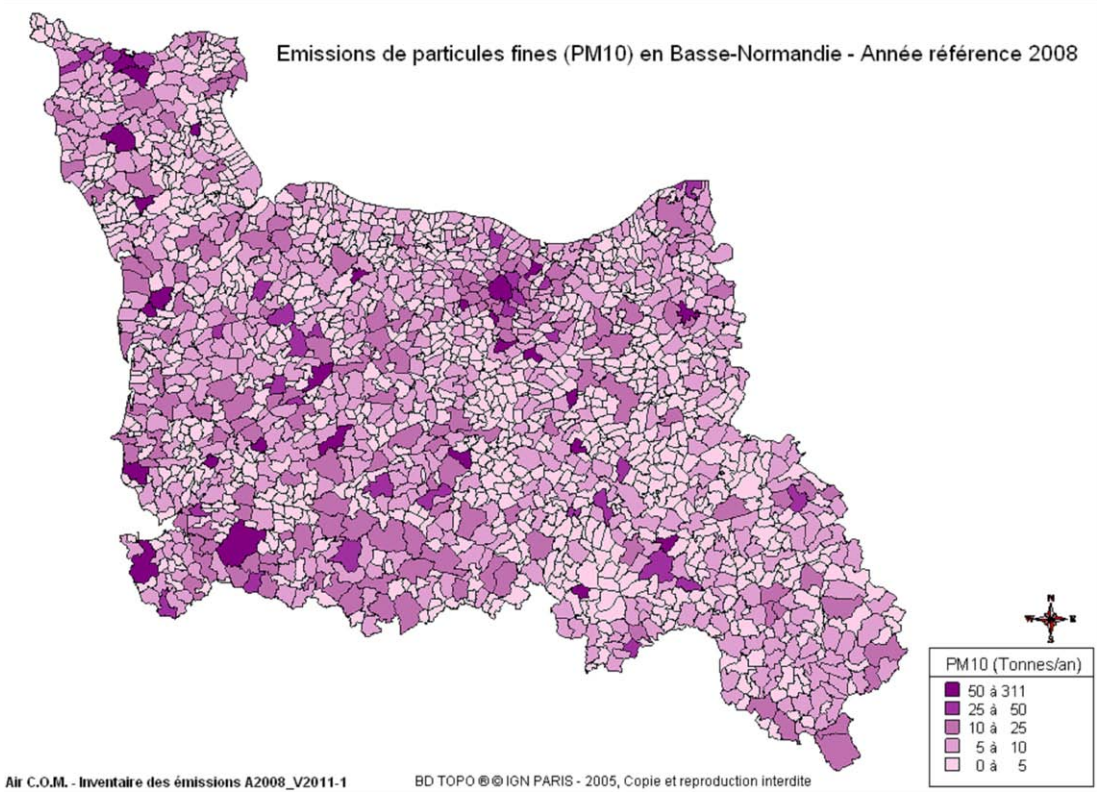 Emissions de particules fines (PM10) en Basse-Normandie - Année référence 2008
N
W E
S
PM10 (Tonnes/an)
50 à 311
25 à 50
10 à 25
5 à 10
0 à 5
Air C.O.M. - Inventaire des émissions A2008_V2011-1
BD TOPO ® © IGN PARIS - 2005, Copie et reproduction interdite